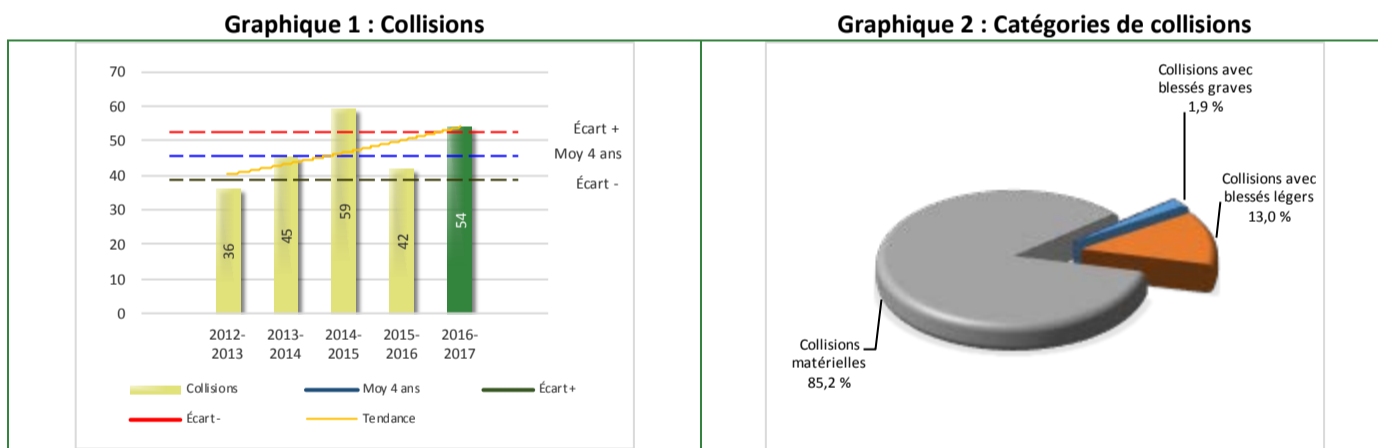 Graphique 1 : Collisions
70
60
50
40
30
20
10
0
36
45
59
42
54
Écart +
Moy 4 ans
Écart -
2012-
2013
2013-
2014
2014-
2015
2015-
2016
2016-
2017
Collisions
Moy 4 ans
Écart+
Écart-
Tendance
Graphique 2 : Catégories de collisions
Collisions avec
blessés graves
1,9 %
Collisions avec
blessés légers
13,0 %
Collisions
matérielles
85,2 %